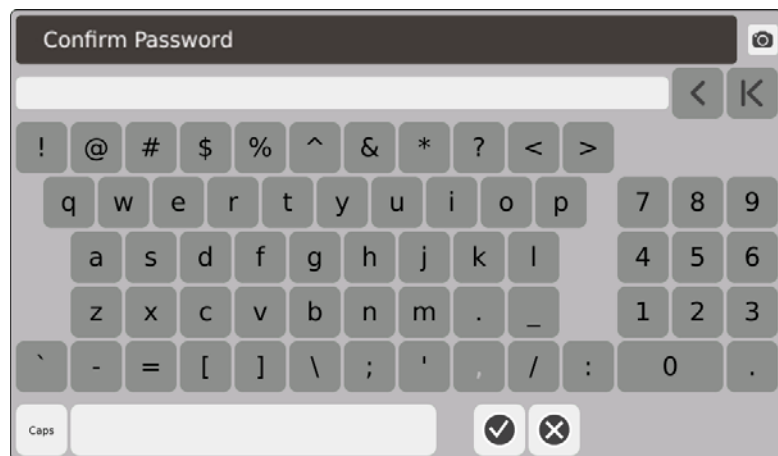 Confirm Password
! @ # $ % ^ & * ? < >
q w e r t y u i o p 7 8 9
a s d f g h j k l 4 5 6
z x c v b n m . _ 1 2 3
` - = [ ] \ ; ' , / : 0 .
Caps